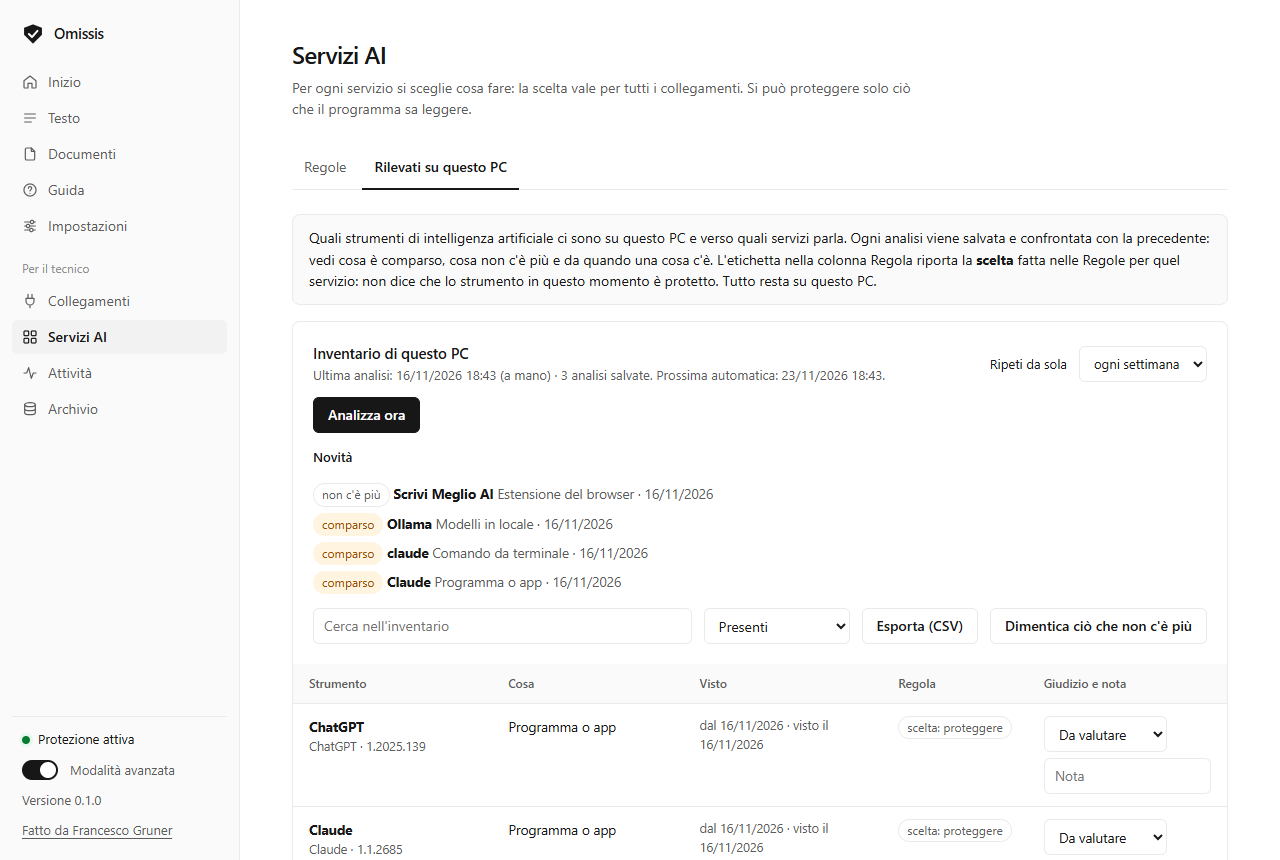 Omissis
Inizio
Testo
Documenti
Guida
Impostazioni
Per il tecnico
Collegamenti
Servizi AI
Attività
Archivio
Protezione attiva
Modalità avanzata
Versione 0.1.0
Fatto da Francesco Gruner
Servizi AI
Per ogni servizio si sceglie cosa fare: la scelta vale per tutti i collegamenti. Si può proteggere solo ciò
che il programma sa leggere.
Regole
Rilevati su questo PC
Quali strumenti di intelligenza artificiale ci sono su questo PC e verso quali servizi parla. Ogni analisi viene salvata e confrontata con la precedente:
vedi cosa è comparso, cosa non c'è più e da quando una cosa c'è. L'etichetta nella colonna Regola riporta la scelta fatta nelle Regole per quel
servizio: non dice che lo strumento in questo momento è protetto. Tutto resta su questo PC.
Inventario di questo PC
Ultima analisi: 16/11/2026 18:43 (a mano) · 3 analisi salvate. Prossima automatica: 23/11/2026 18:43.
Ripeti da sola
ogni settimana
Analizza ora
Novità
non c'è più Scrivi Meglio AI Estensione del browser · 16/11/2026
comparso Ollama Modelli in locale · 16/11/2026
comparso claude Comando da terminale · 16/11/2026
comparso Claude Programma o app · 16/11/2026
Cerca nell'inventario
Presenti
Esporta (CSV)
Dimentica ciò che non c'è più
Strumento Cosa Visto Regola Giudizio e nota
ChatGPT
ChatGPT · 1.2025.139
Programma o app
dal 16/11/2026 · visto il
16/11/2026
scelta: proteggere
Da valutare
Nota
Claude
Claude · 1.1.2685
Programma o app
dal 16/11/2026 · visto il
16/11/2026
scelta: proteggere
Da valutare